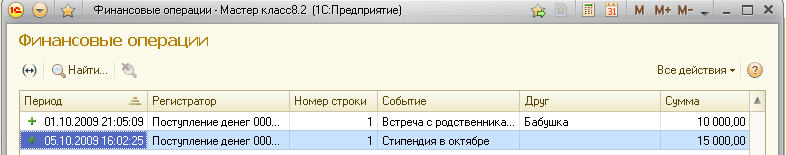 Финансовые операции - Мастер класс8.2 (1С:Предприятие)
M M+ M-
Финансовые операции
Найти... Все действия
Период Регистратор Номер строки Событие Друг Сумма
01.10.2009 21:05:09 Поступление денег 000... 1 Встреча с родственника... Бабушка 10 000,00
05.10.2009 16:02:25 Поступление денег 000... 1 Стипендия в октябре 15 000,00